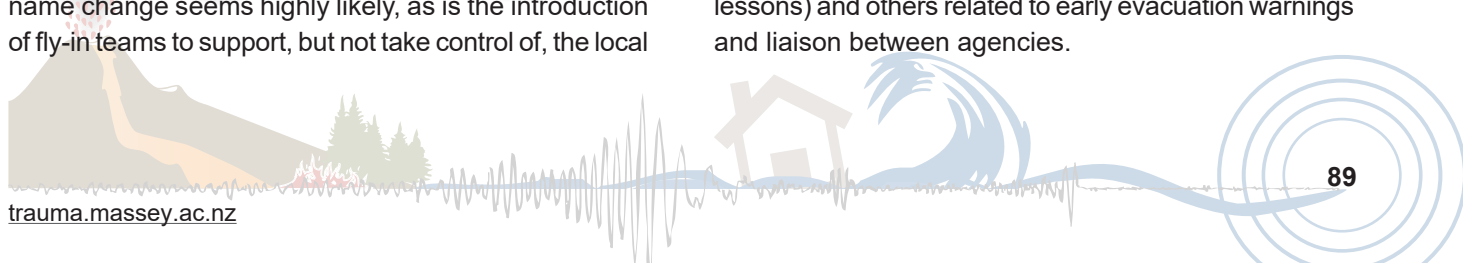 name change seems highly likely, as is the introduction
of fly-in teams to support, but not take control of, the local
lessons) and others related to early evacuation warnings
and liaison between agencies.
89
trauma.massey.ac.nz